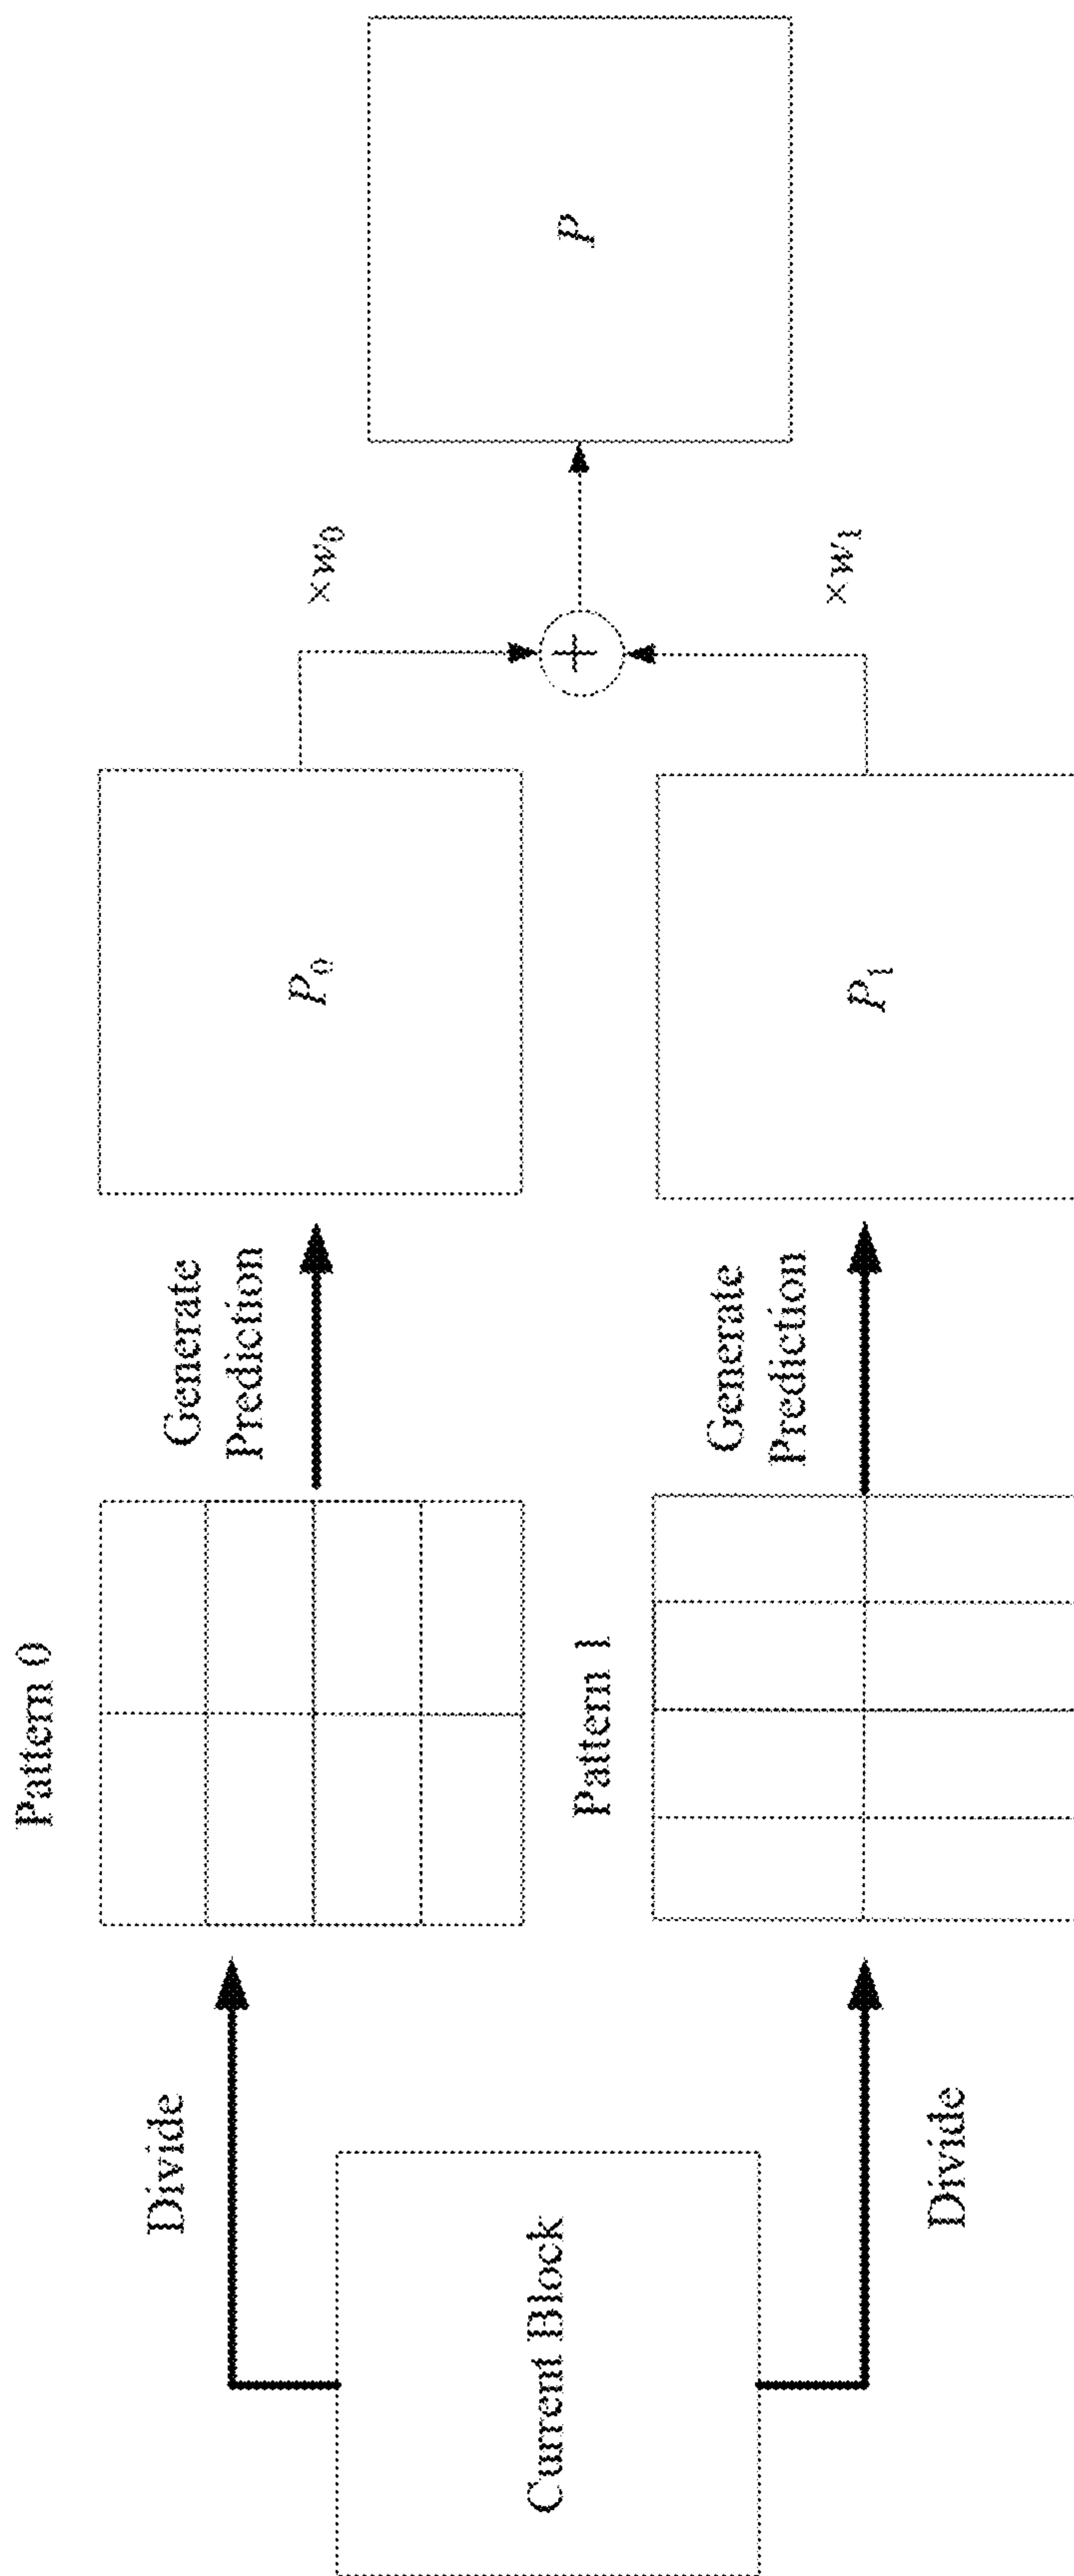 Current Block
Divide
Divide
Pattern 0
Pattern 1
Generate
Prediction
Generate
Prediction
P₀
P₁
×w₀
×w₁
+
P